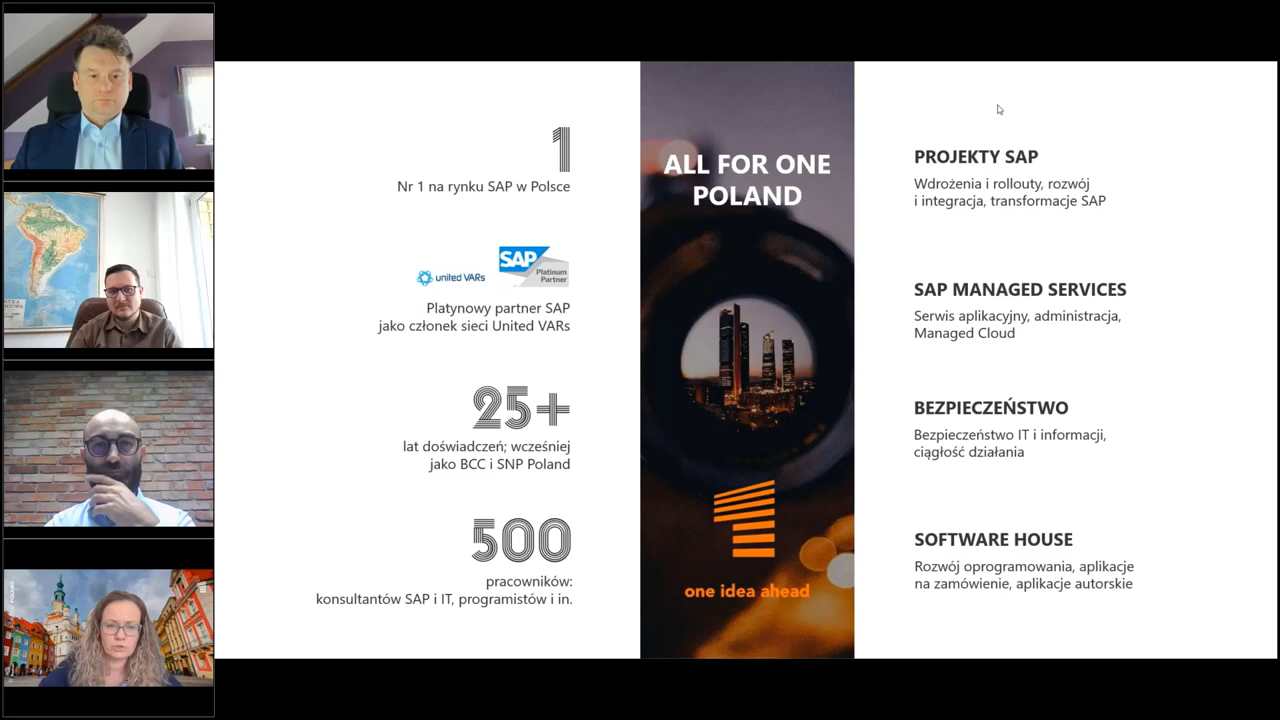 1
Nr 1 na rynku SAP w Polsce
united VARs
SAP
Platinum
Partner
Platynowy partner SAP
jako członek sieci United VARs
25+
lat doświadczeń; wcześniej
jako BCC i SNP Poland
500
pracowników:
konsultantów SAP i IT, programistów i in.
ALL FOR ONE
POLAND
1
one idea ahead
PROJEKTY SAP
Wdrożenia i rollouty, rozwój
i integracja, transformacje SAP
SAP MANAGED SERVICES
Serwis aplikacyjny, administracja,
Managed Cloud
BEZPIECZEŃSTWO
Bezpieczeństwo IT i informacji,
ciągłość działania
SOFTWARE HOUSE
Rozwój oprogramowania, aplikacje
na zamówienie, aplikacje autorskie